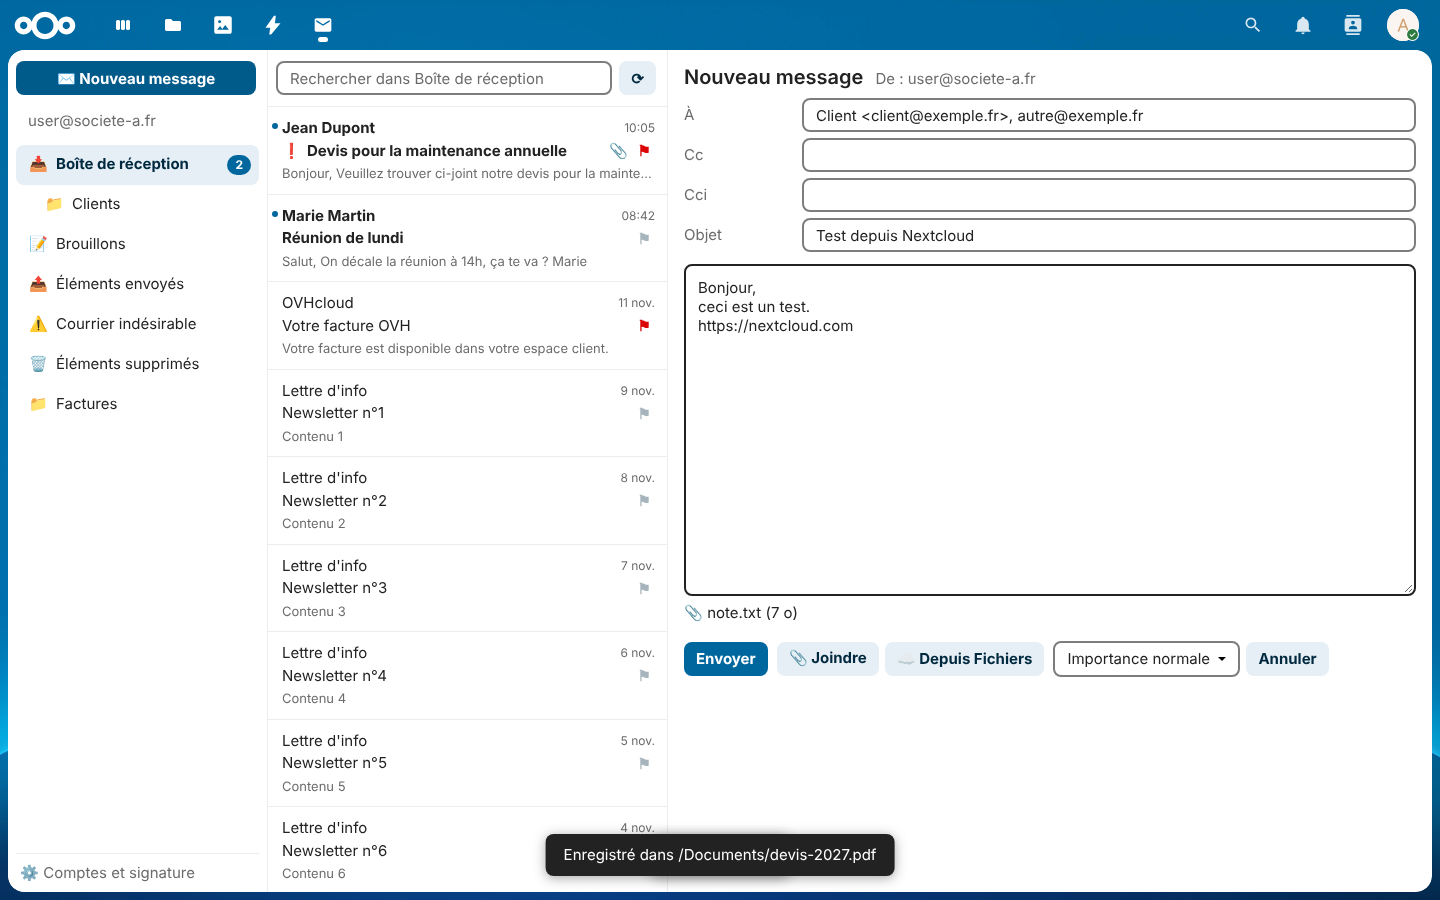 A
✉️ Nouveau message
user@societe-a.fr
📥 Boîte de réception 2
📁 Clients
📝 Brouillons
📤 Éléments envoyés
⚠️ Courrier indésirable
🗑️ Éléments supprimés
📁 Factures
⚙️ Comptes et signature
Rechercher dans Boîte de réception
Jean Dupont 10:05
❗ Devis pour la maintenance annuelle
Bonjour, Veuillez trouver ci-joint notre devis pour la mainte...
Marie Martin 08:42
Réunion de lundi
Salut, On décale la réunion à 14h, ça te va ? Marie
OVHcloud 11 nov.
Votre facture OVH
Votre facture est disponible dans votre espace client.
Lettre d'info 9 nov.
Newsletter n°1
Contenu 1
Lettre d'info 8 nov.
Newsletter n°2
Contenu 2
Lettre d'info 7 nov.
Newsletter n°3
Contenu 3
Lettre d'info 6 nov.
Newsletter n°4
Contenu 4
Lettre d'info 5 nov.
Newsletter n°5
Contenu 5
Lettre d'info 4 nov.
Newsletter n°6
Contenu 6
Nouveau message De : user@societe-a.fr
À Client <client@exemple.fr>, autre@exemple.fr
Cc
Cci
Objet Test depuis Nextcloud
Bonjour,
ceci est un test.
https://nextcloud.com
📎 note.txt (7 o)
Envoyer 📎 Joindre ☁️ Depuis Fichiers Importance normale Annuler
Enregistré dans /Documents/devis-2027.pdf